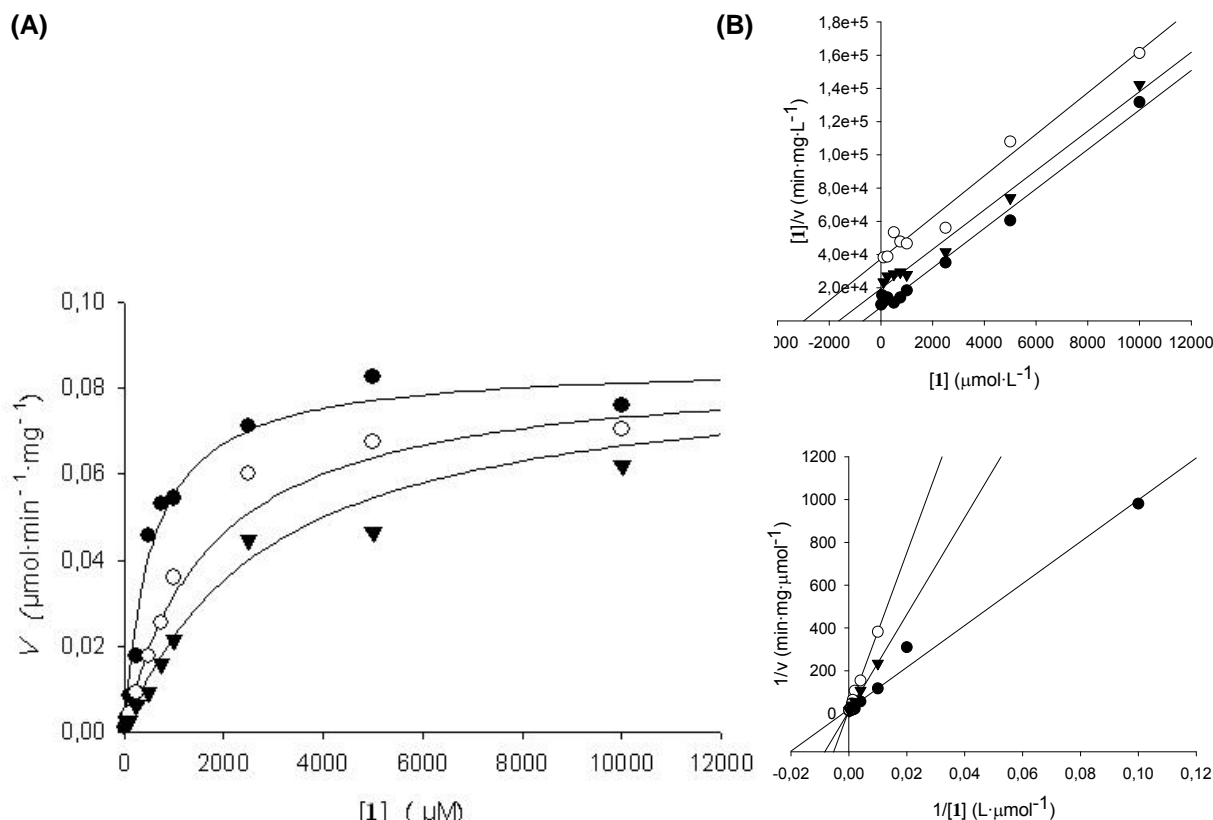 (A)
0,10
0,08
0,06
0,04
0,02
0,00
V (μmol·min⁻¹·mg⁻¹)
0 2000 4000 6000 8000 10000 12000
[1] (μM)
(B)
1,8e+5
1,6e+5
1,4e+5
1,2e+5
1,0e+5
8,0e+4
6,0e+4
4,0e+4
2,0e+4
[1]/v (min·mg·L⁻¹)
000 -2000 0 2000 4000 6000 8000 10000 12000
[1] (μmol·L⁻¹)
1200
1000
800
600
400
200
0
1/v (min·mg·μmol⁻¹)
-0,02 0,00 0,02 0,04 0,06 0,08 0,10 0,12
1/[1] (L·μmol⁻¹)